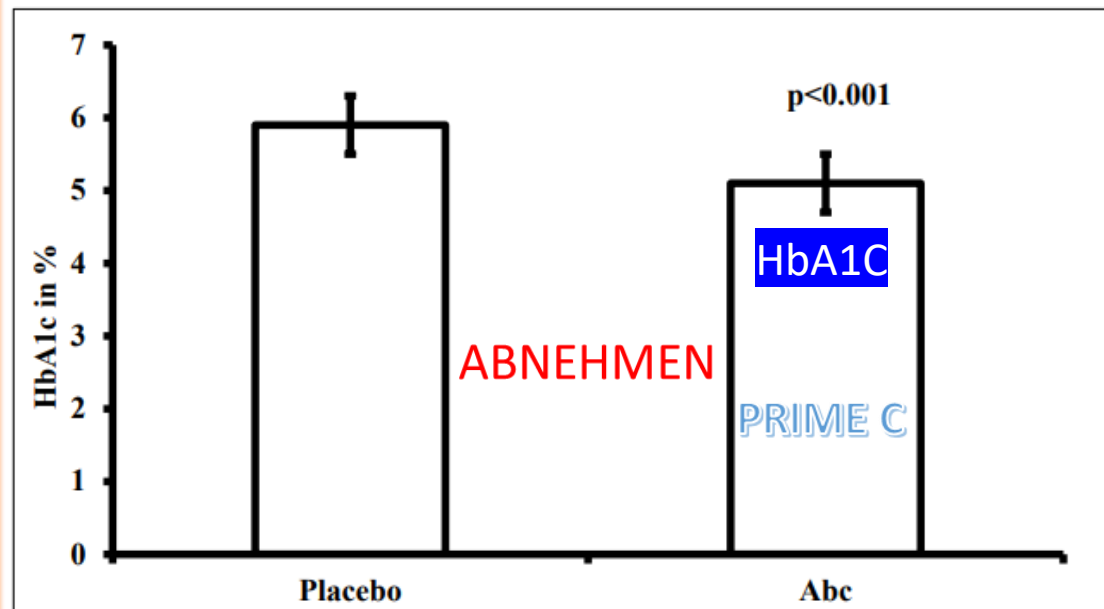 7
6
5
4
3
2
1
0
HbA1c in %
p<0.001
HbA1C
ABNEHMEN
PRIME C
Placebo
Abc